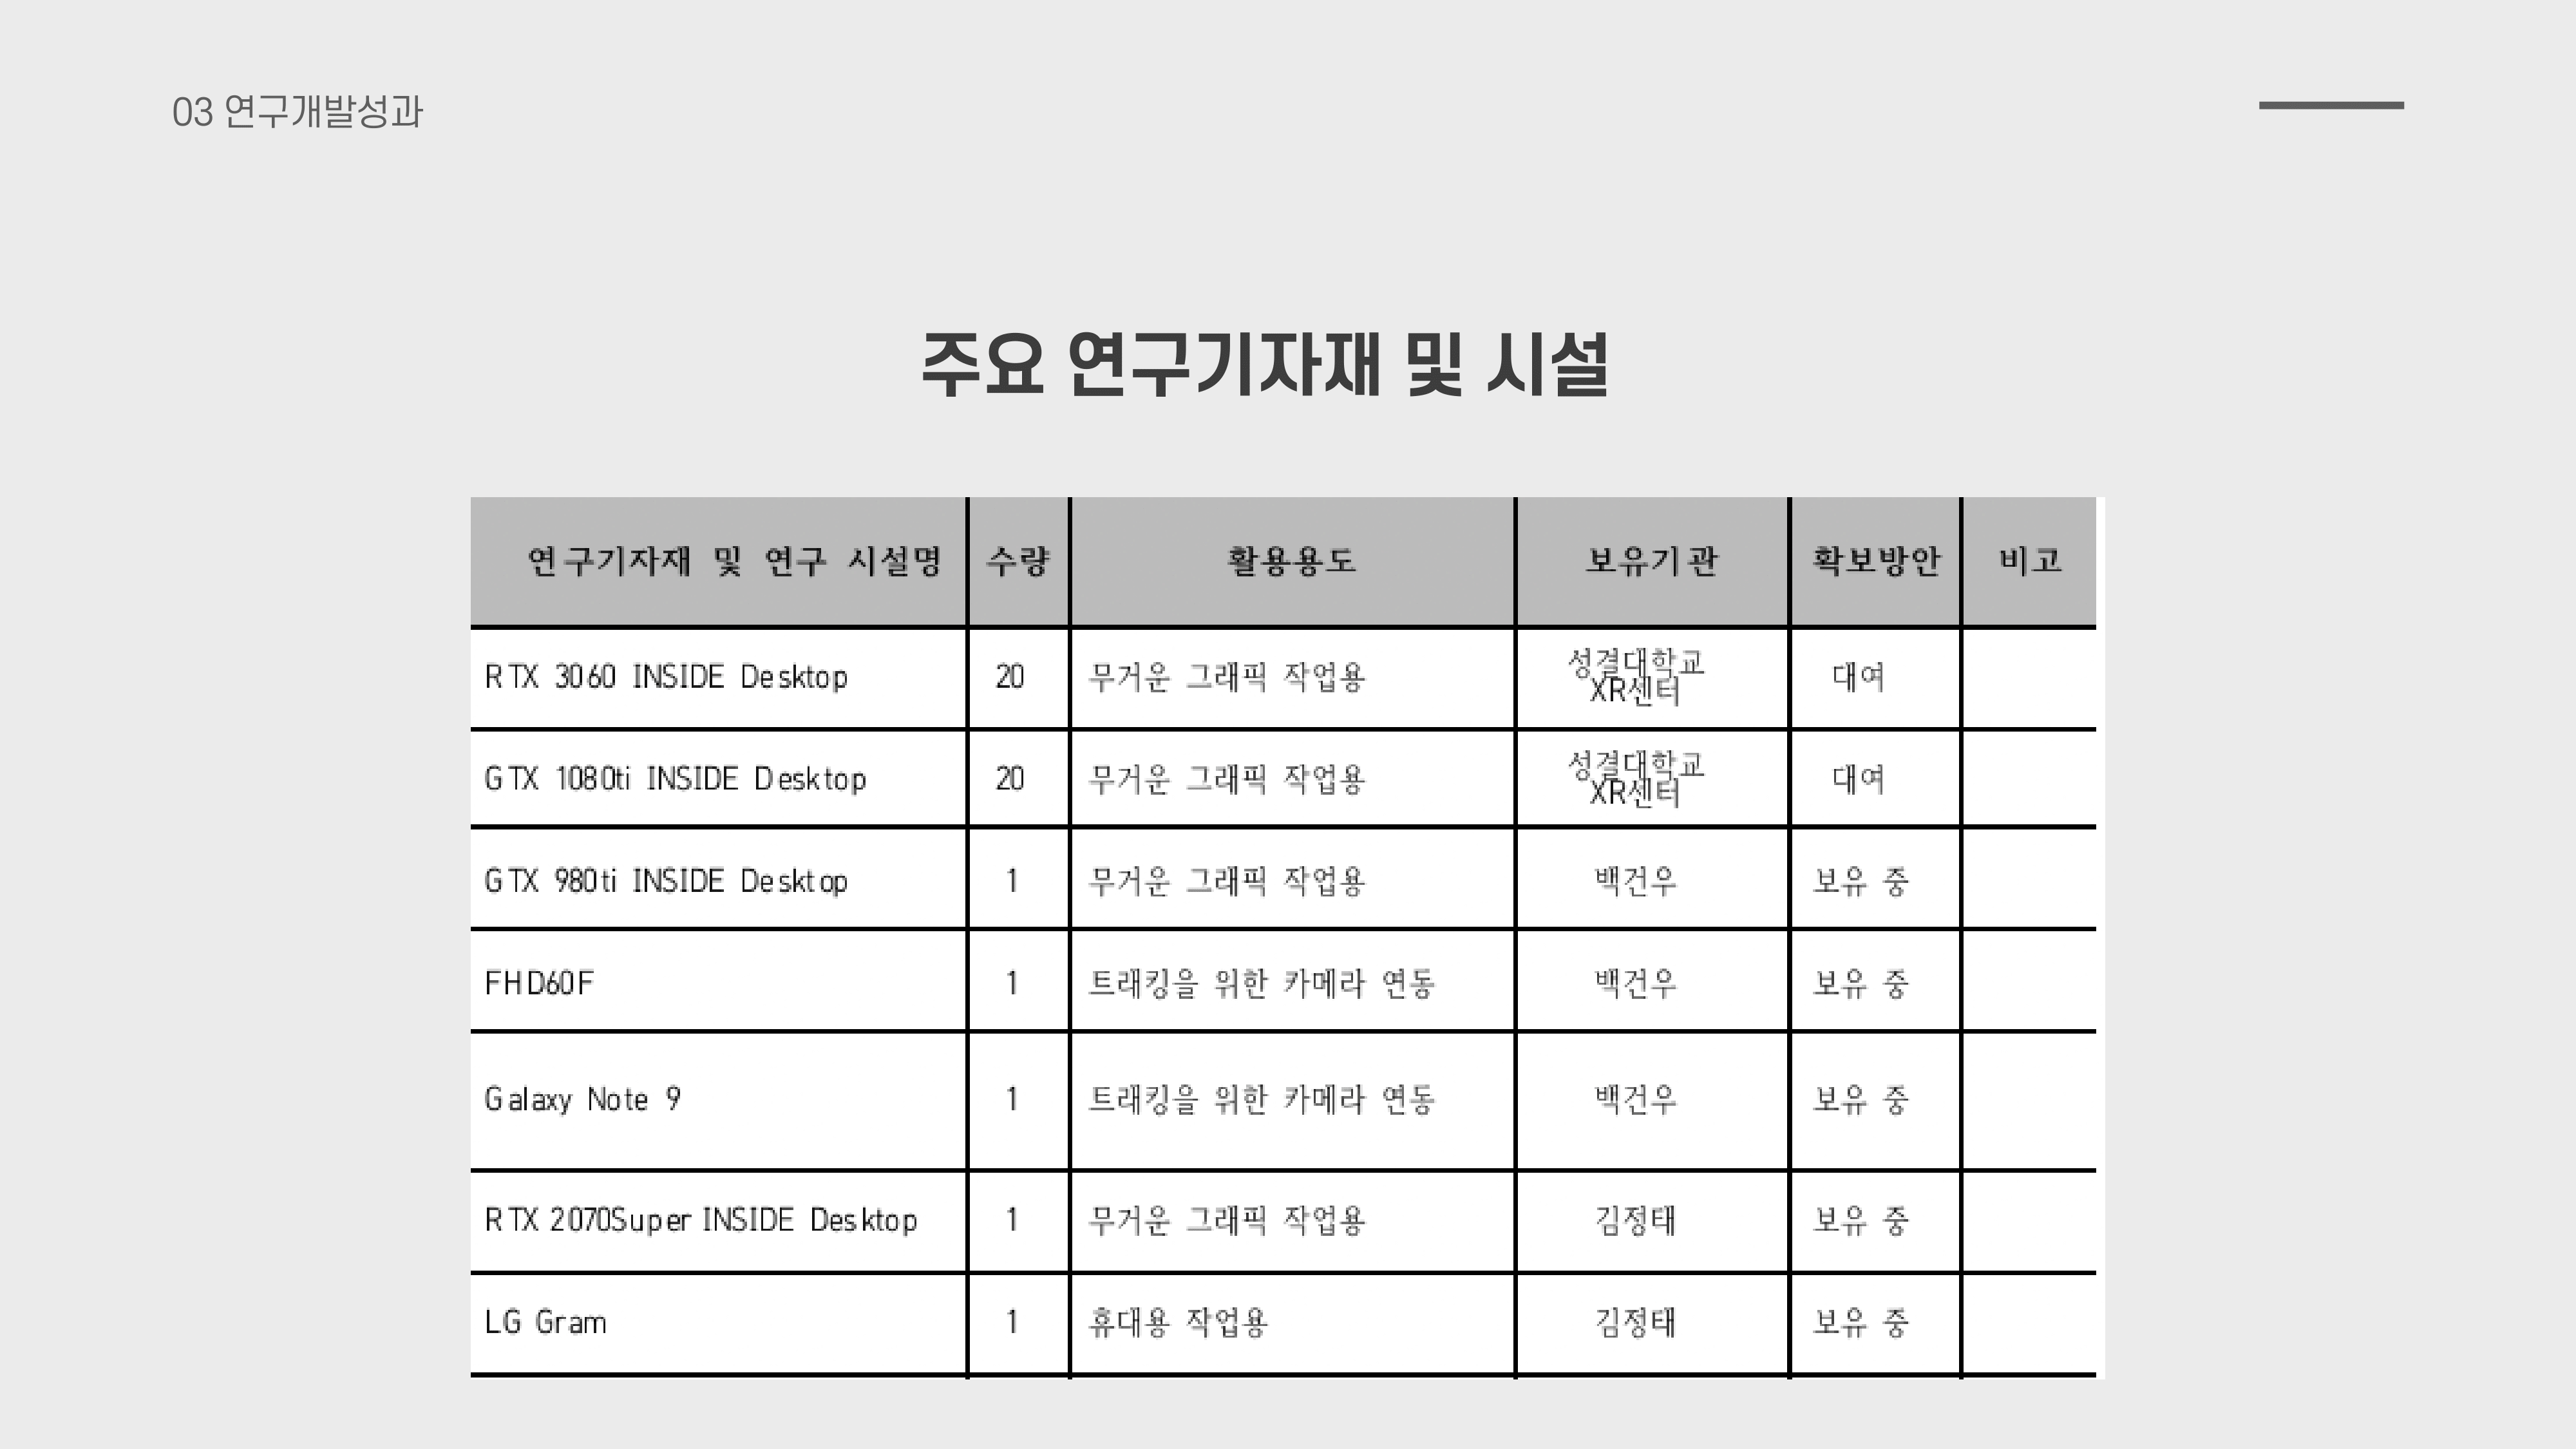 03 연구개발성과
주요 연구기자재 및 시설
연구기자재 및 연구 시설명 수량 활용용도 보유기관 확보방안 비고
RTX 3060 INSIDE Desktop 20 무거운 그래픽 작업용 성결대학교 XR센터 대여
GTX 1080ti INSIDE Desktop 20 무거운 그래픽 작업용 성결대학교 XR센터 대여
GTX 980ti INSIDE Desktop 1 무거운 그래픽 작업용 백건우 보유 중
FHD60F 1 트래킹을 위한 카메라 연동 백건우 보유 중
Galaxy Note 9 1 트래킹을 위한 카메라 연동 백건우 보유 중
RTX 2070Super INSIDE Desktop 1 무거운 그래픽 작업용 김정태 보유 중
LG Gram 1 휴대용 작업용 김정태 보유 중